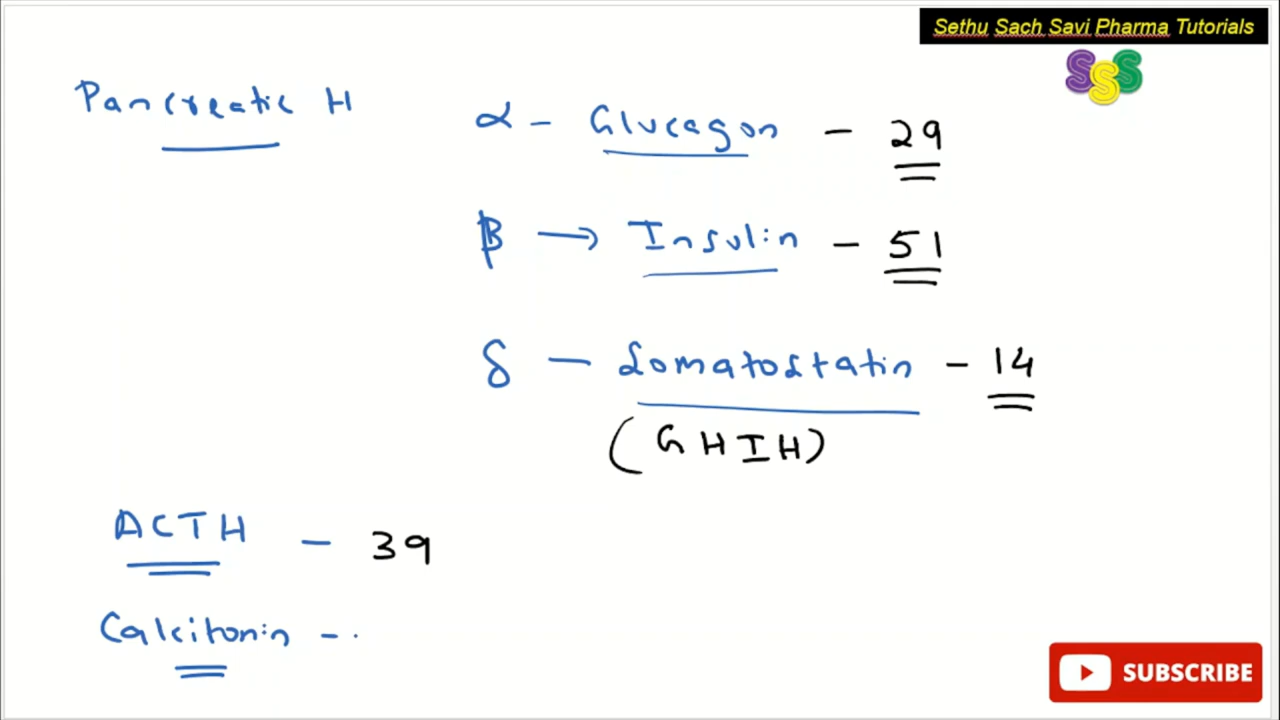 Sethu Sach Savi Pharma Tutorials
SSS
Pancreatic H
α - Glucagon - 29
β → Insulin - 51
δ - Somatostatin - 14
(GHIH)
ACTH - 39
Calcitonin -
SUBSCRIBE